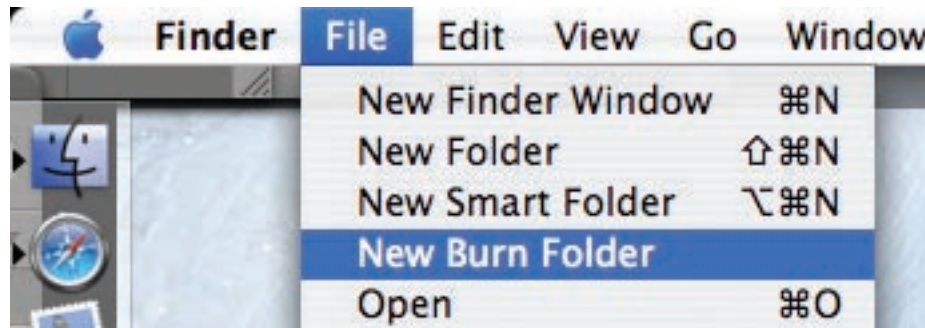 Finder File Edit View Go Window
New Finder Window ⌘N
New Folder ⇧⌘N
New Smart Folder ⌥⌘N
New Burn Folder
Open ⌘O